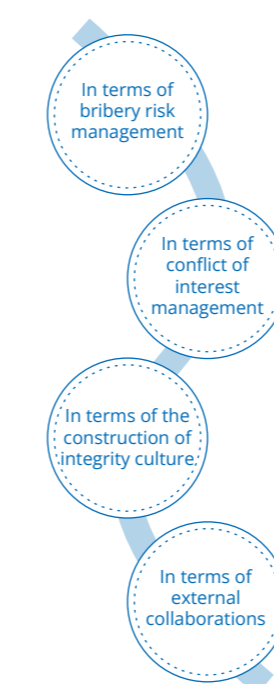 In terms of
bribery risk
management
In terms of
conflict of
interest
management
In terms of the
construction of
integrity culture
In terms of
external
collaborations